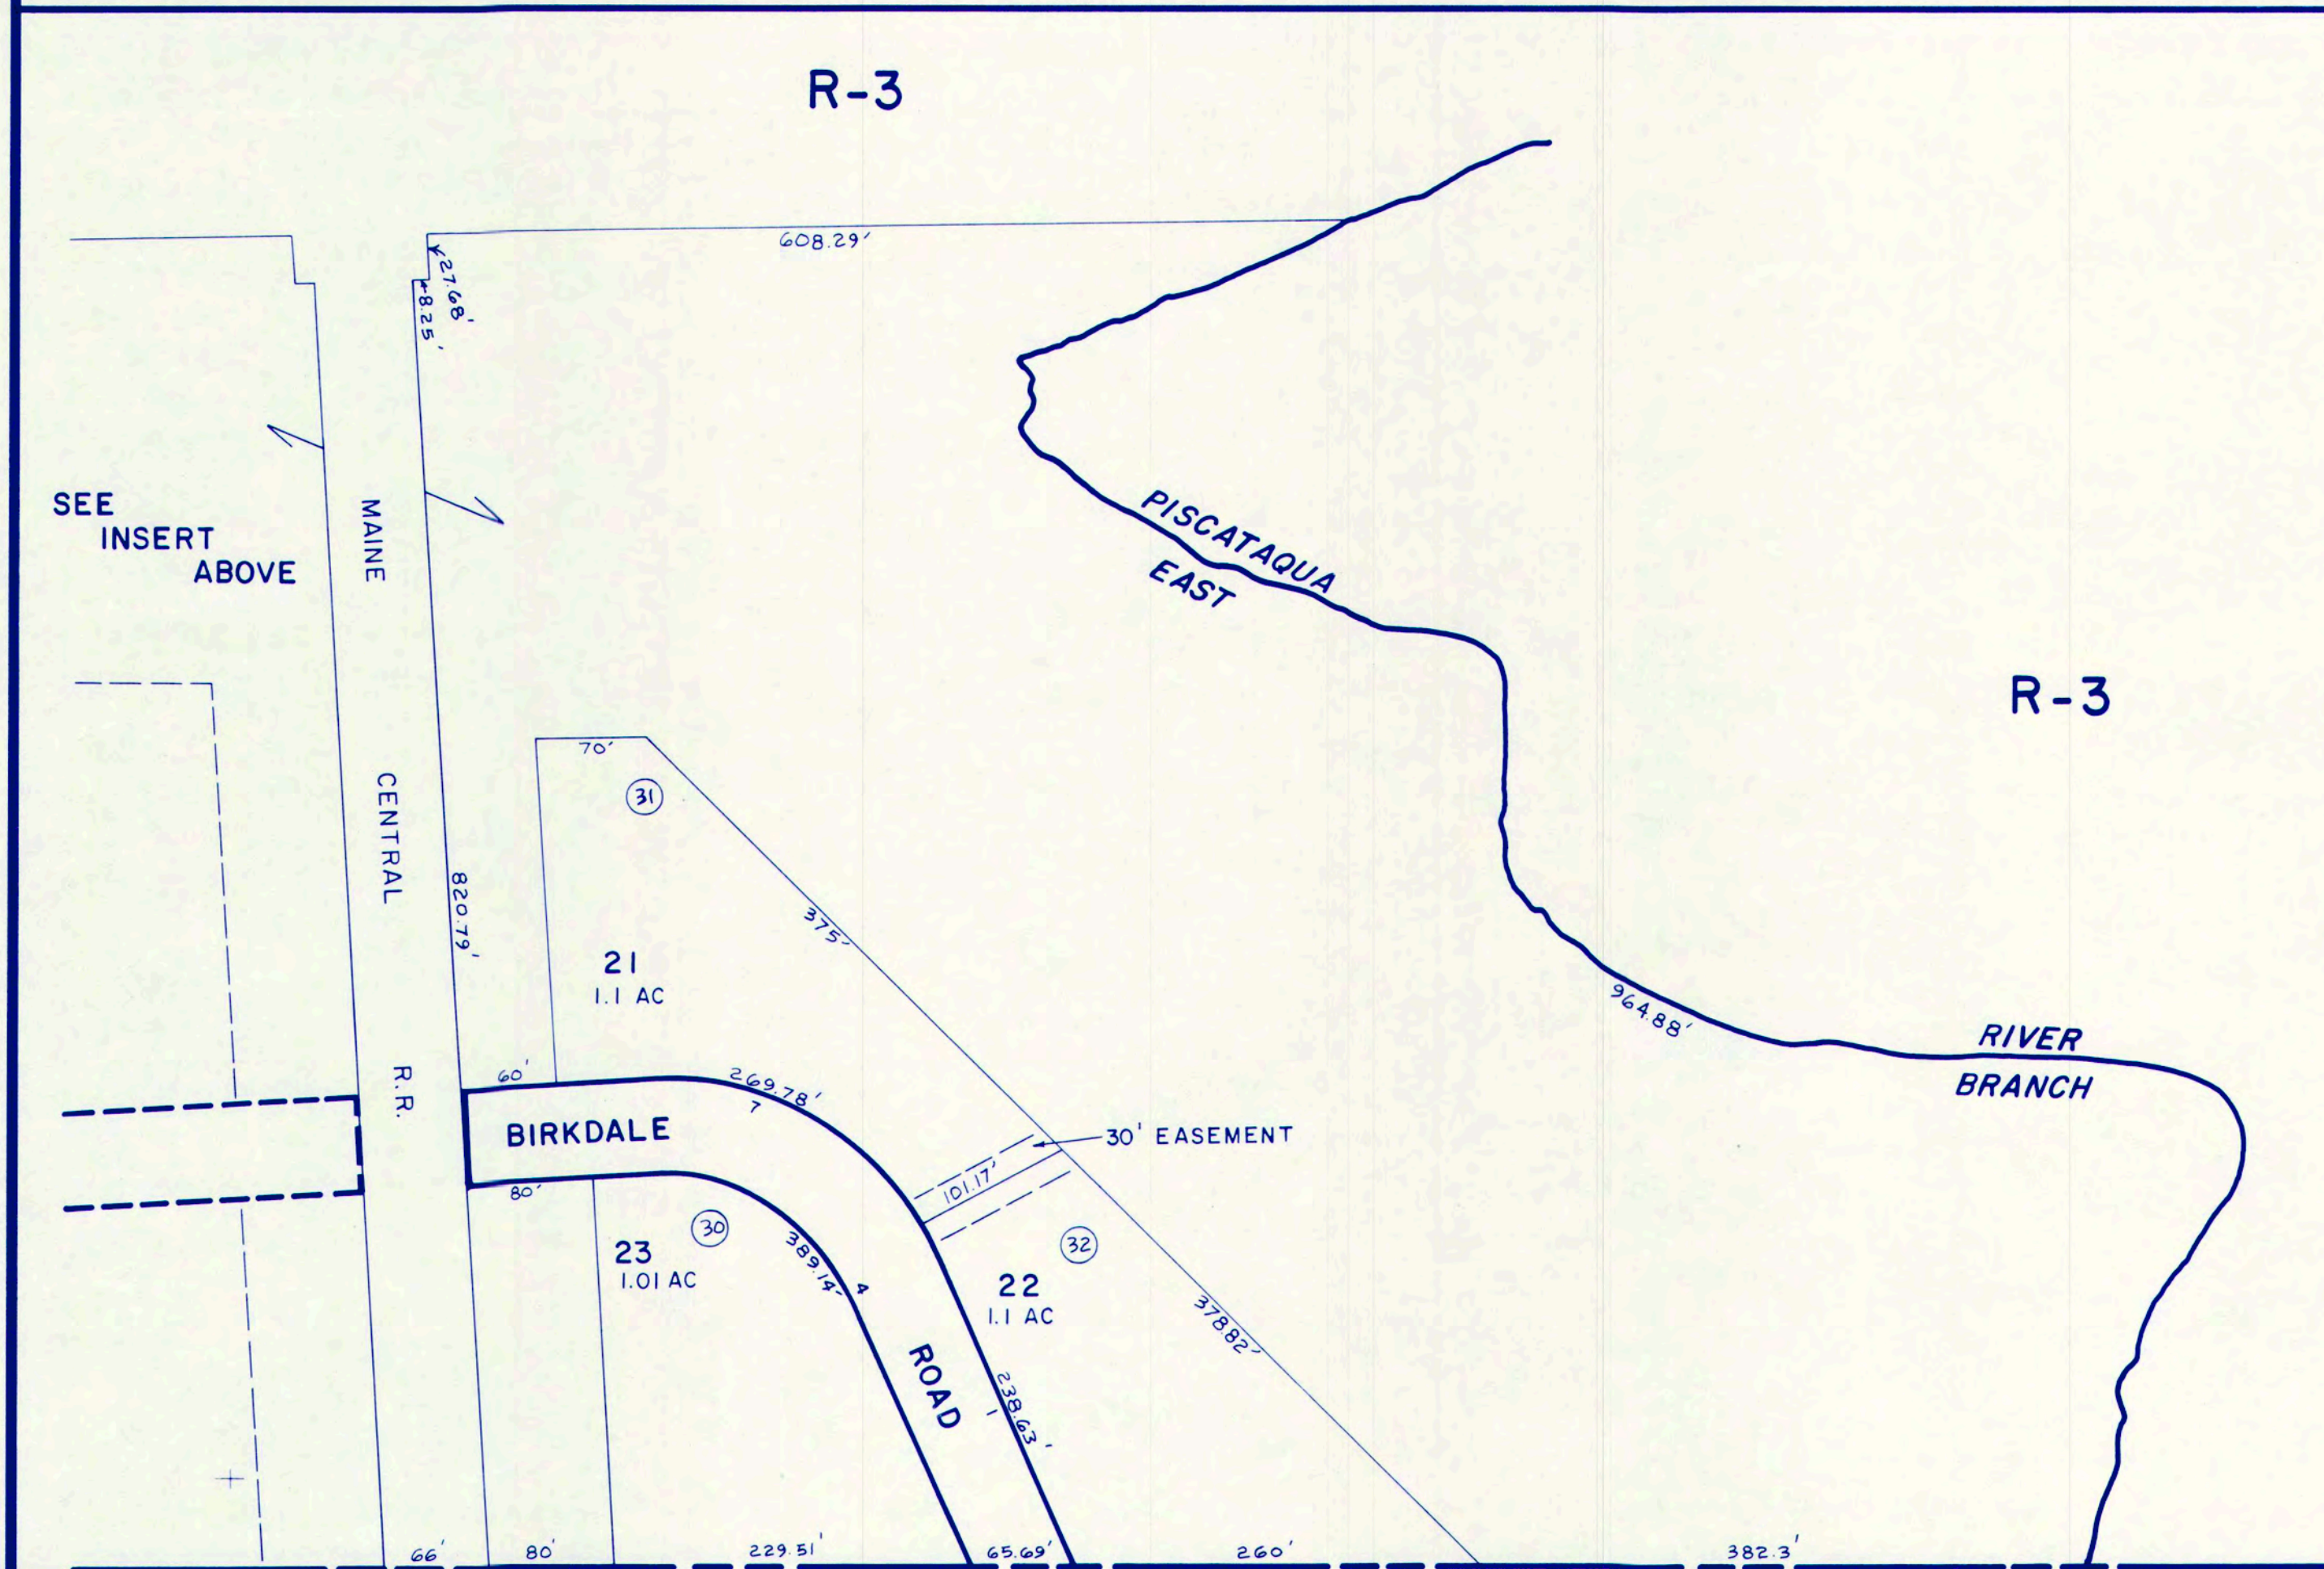 R-3
608.29'
27.68'
8.25'
SEE
INSERT
ABOVE
MAINE
CENTRAL
R.R.
PISCATAQUA
EAST
R-3
70'
31
820.79'
375'
21
1.1 AC
964.88'
RIVER
BRANCH
60'
269.78'
7
BIRKDALE
ROAD
30' EASEMENT
101.17'
80'
30
23
1.01 AC
389.14'
4
32
22
1.1 AC
378.82'
238.63'
1
66'
80'
229.51'
65.69'
260'
382.3'